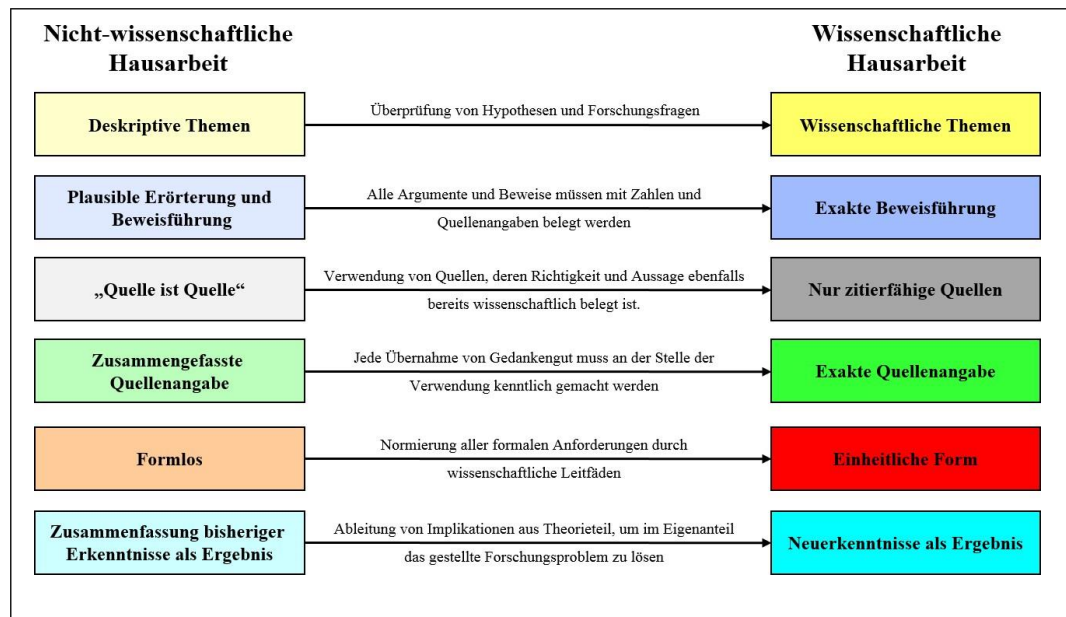 Nicht-wissenschaftliche
Hausarbeit
Wissenschaftliche
Hausarbeit
Deskriptive Themen
Überprüfung von Hypothesen und Forschungsfragen
Wissenschaftliche Themen
Plausible Erörterung und
Beweisführung
Alle Argumente und Beweise müssen mit Zahlen und
Quellenangaben belegt werden
Exakte Beweisführung
„Quelle ist Quelle“
Verwendung von Quellen, deren Richtigkeit und Aussage ebenfalls
bereits wissenschaftlich belegt ist.
Nur zitierfähige Quellen
Zusammengefasste
Quellenangabe
Jede Übernahme von Gedankengut muss an der Stelle der
Verwendung kenntlich gemacht werden
Exakte Quellenangabe
Formlos
Normierung aller formalen Anforderungen durch
wissenschaftliche Leitfäden
Einheitliche Form
Zusammenfassung bisheriger
Erkenntnisse als Ergebnis
Ableitung von Implikationen aus Theorieteil, um im Eigenanteil
das gestellte Forschungsproblem zu lösen
Neuerkenntnisse als Ergebnis